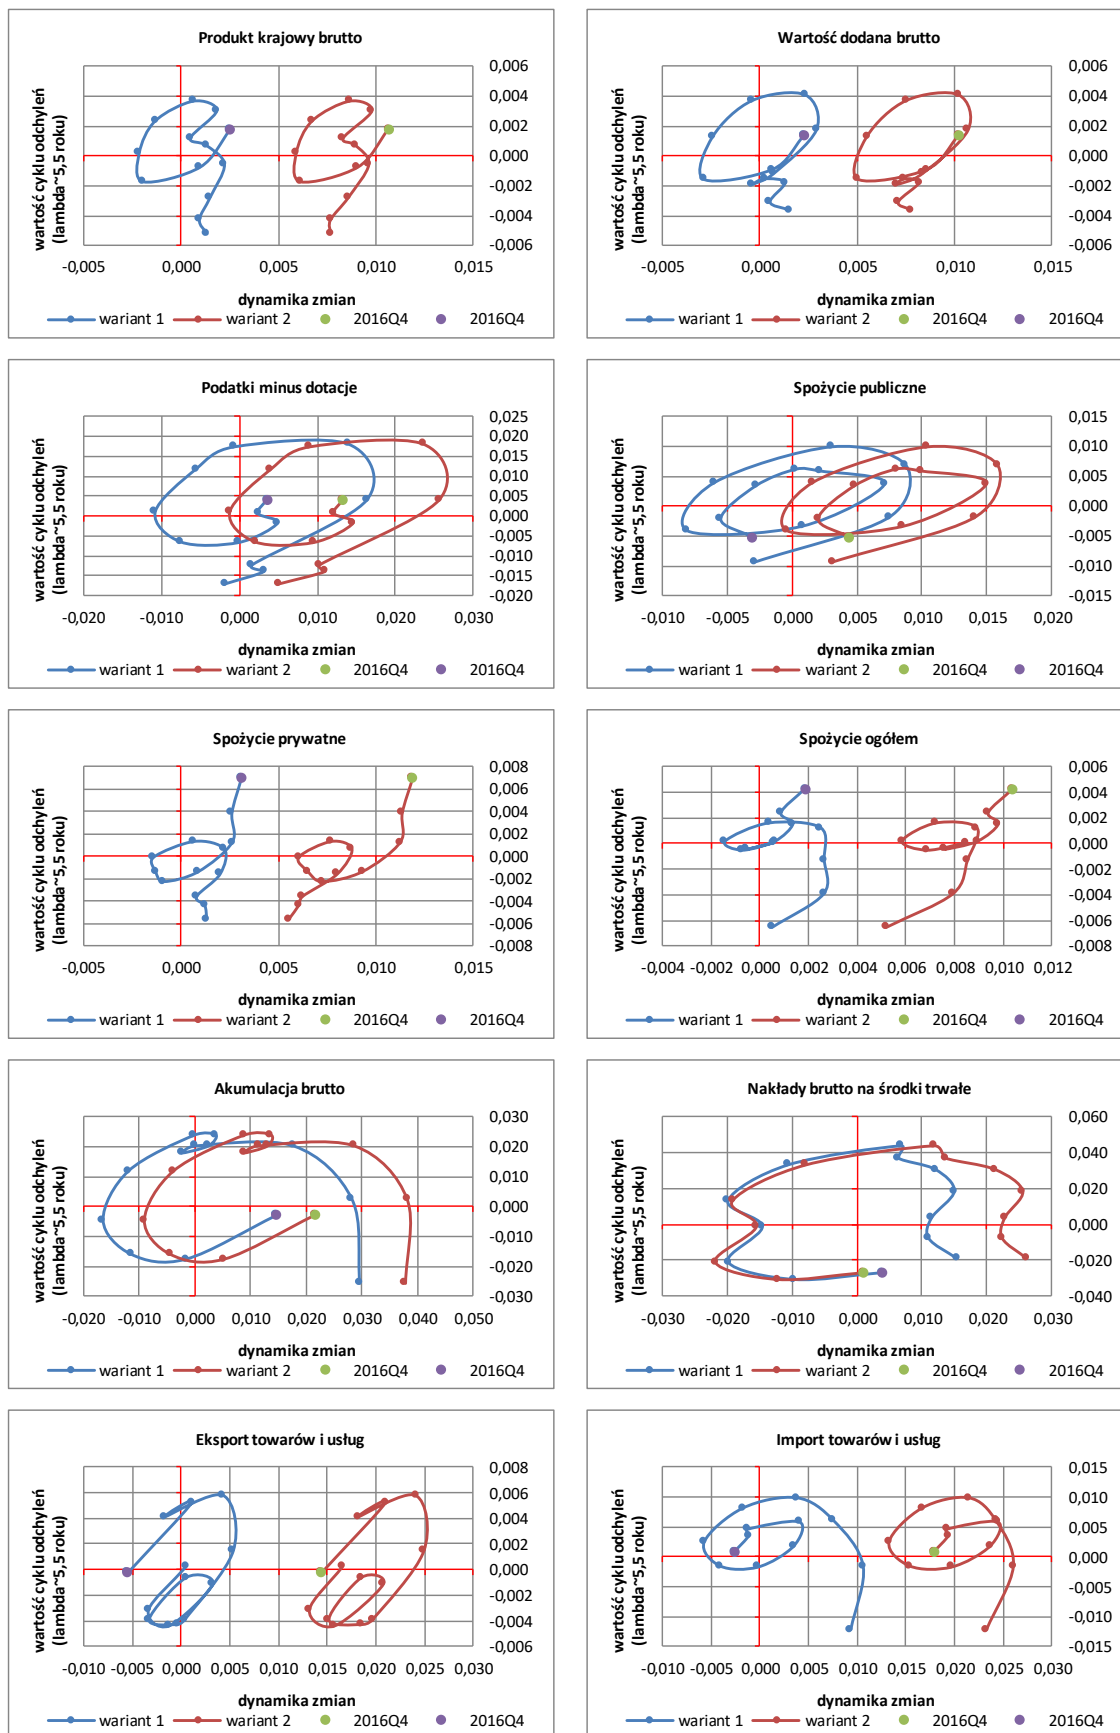 Produkt krajowy brutto
0,006
0,004
0,002
0,000
-0,002
-0,004
-0,006
-0,005 0,000 0,005 0,010 0,015
wartość cyklu odchyleń
(lambda~5,5 roku)
dynamika zmian
wariant 1 wariant 2 2016Q4 2016Q4
Wartość dodana brutto
0,006
0,004
0,002
0,000
-0,002
-0,004
-0,006
-0,005 0,000 0,005 0,010 0,015
wartość cyklu odchyleń
(lambda~5,5 roku)
dynamika zmian
wariant 1 wariant 2 2016Q4 2016Q4
Podatki minus dotacje
0,025
0,020
0,015
0,010
0,005
0,000
-0,005
-0,010
-0,015
-0,020
-0,020 -0,010 0,000 0,010 0,020 0,030
wartość cyklu odchyleń
(lambda~5,5 roku)
dynamika zmian
wariant 1 wariant 2 2016Q4 2016Q4
Spożycie publiczne
0,015
0,010
0,005
0,000
-0,005
-0,010
-0,015
-0,010 -0,005 0,000 0,005 0,010 0,015 0,020
wartość cyklu odchyleń
(lambda~5,5 roku)
dynamika zmian
wariant 1 wariant 2 2016Q4 2016Q4
Spożycie prywatne
0,008
0,006
0,004
0,002
0,000
-0,002
-0,004
-0,006
-0,008
-0,005 0,000 0,005 0,010 0,015
wartość cyklu odchyleń
(lambda~5,5 roku)
dynamika zmian
wariant 1 wariant 2 2016Q4 2016Q4
Spożycie ogółem
0,006
0,004
0,002
0,000
-0,002
-0,004
-0,006
-0,008
-0,004 -0,002 0,000 0,002 0,004 0,006 0,008 0,010 0,012
wartość cyklu odchyleń
(lambda~5,5 roku)
dynamika zmian
wariant 1 wariant 2 2016Q4 2016Q4
Akumulacja brutto
0,030
0,020
0,010
0,000
-0,010
-0,020
-0,030
-0,020 -0,010 0,000 0,010 0,020 0,030 0,040 0,050
wartość cyklu odchyleń
(lambda~5,5 roku)
dynamika zmian
wariant 1 wariant 2 2016Q4 2016Q4
Nakłady brutto na środki trwałe
0,060
0,040
0,020
0,000
-0,020
-0,040
-0,030 -0,020 -0,010 0,000 0,010 0,020 0,030
wartość cyklu odchyleń
(lambda~5,5 roku)
dynamika zmian
wariant 1 wariant 2 2016Q4 2016Q4
Eksport towarów i usług
0,008
0,006
0,004
0,002
0,000
-0,002
-0,004
-0,006
-0,010 -0,005 0,000 0,005 0,010 0,015 0,020 0,025 0,030
wartość cyklu odchyleń
(lambda~5,5 roku)
dynamika zmian
wariant 1 wariant 2 2016Q4 2016Q4
Import towarów i usług
0,015
0,010
0,005
0,000
-0,005
-0,010
-0,015
-0,010 -0,005 0,000 0,005 0,010 0,015 0,020 0,025 0,030
wartość cyklu odchyleń
(lambda~5,5 roku)
dynamika zmian
wariant 1 wariant 2 2016Q4 2016Q4